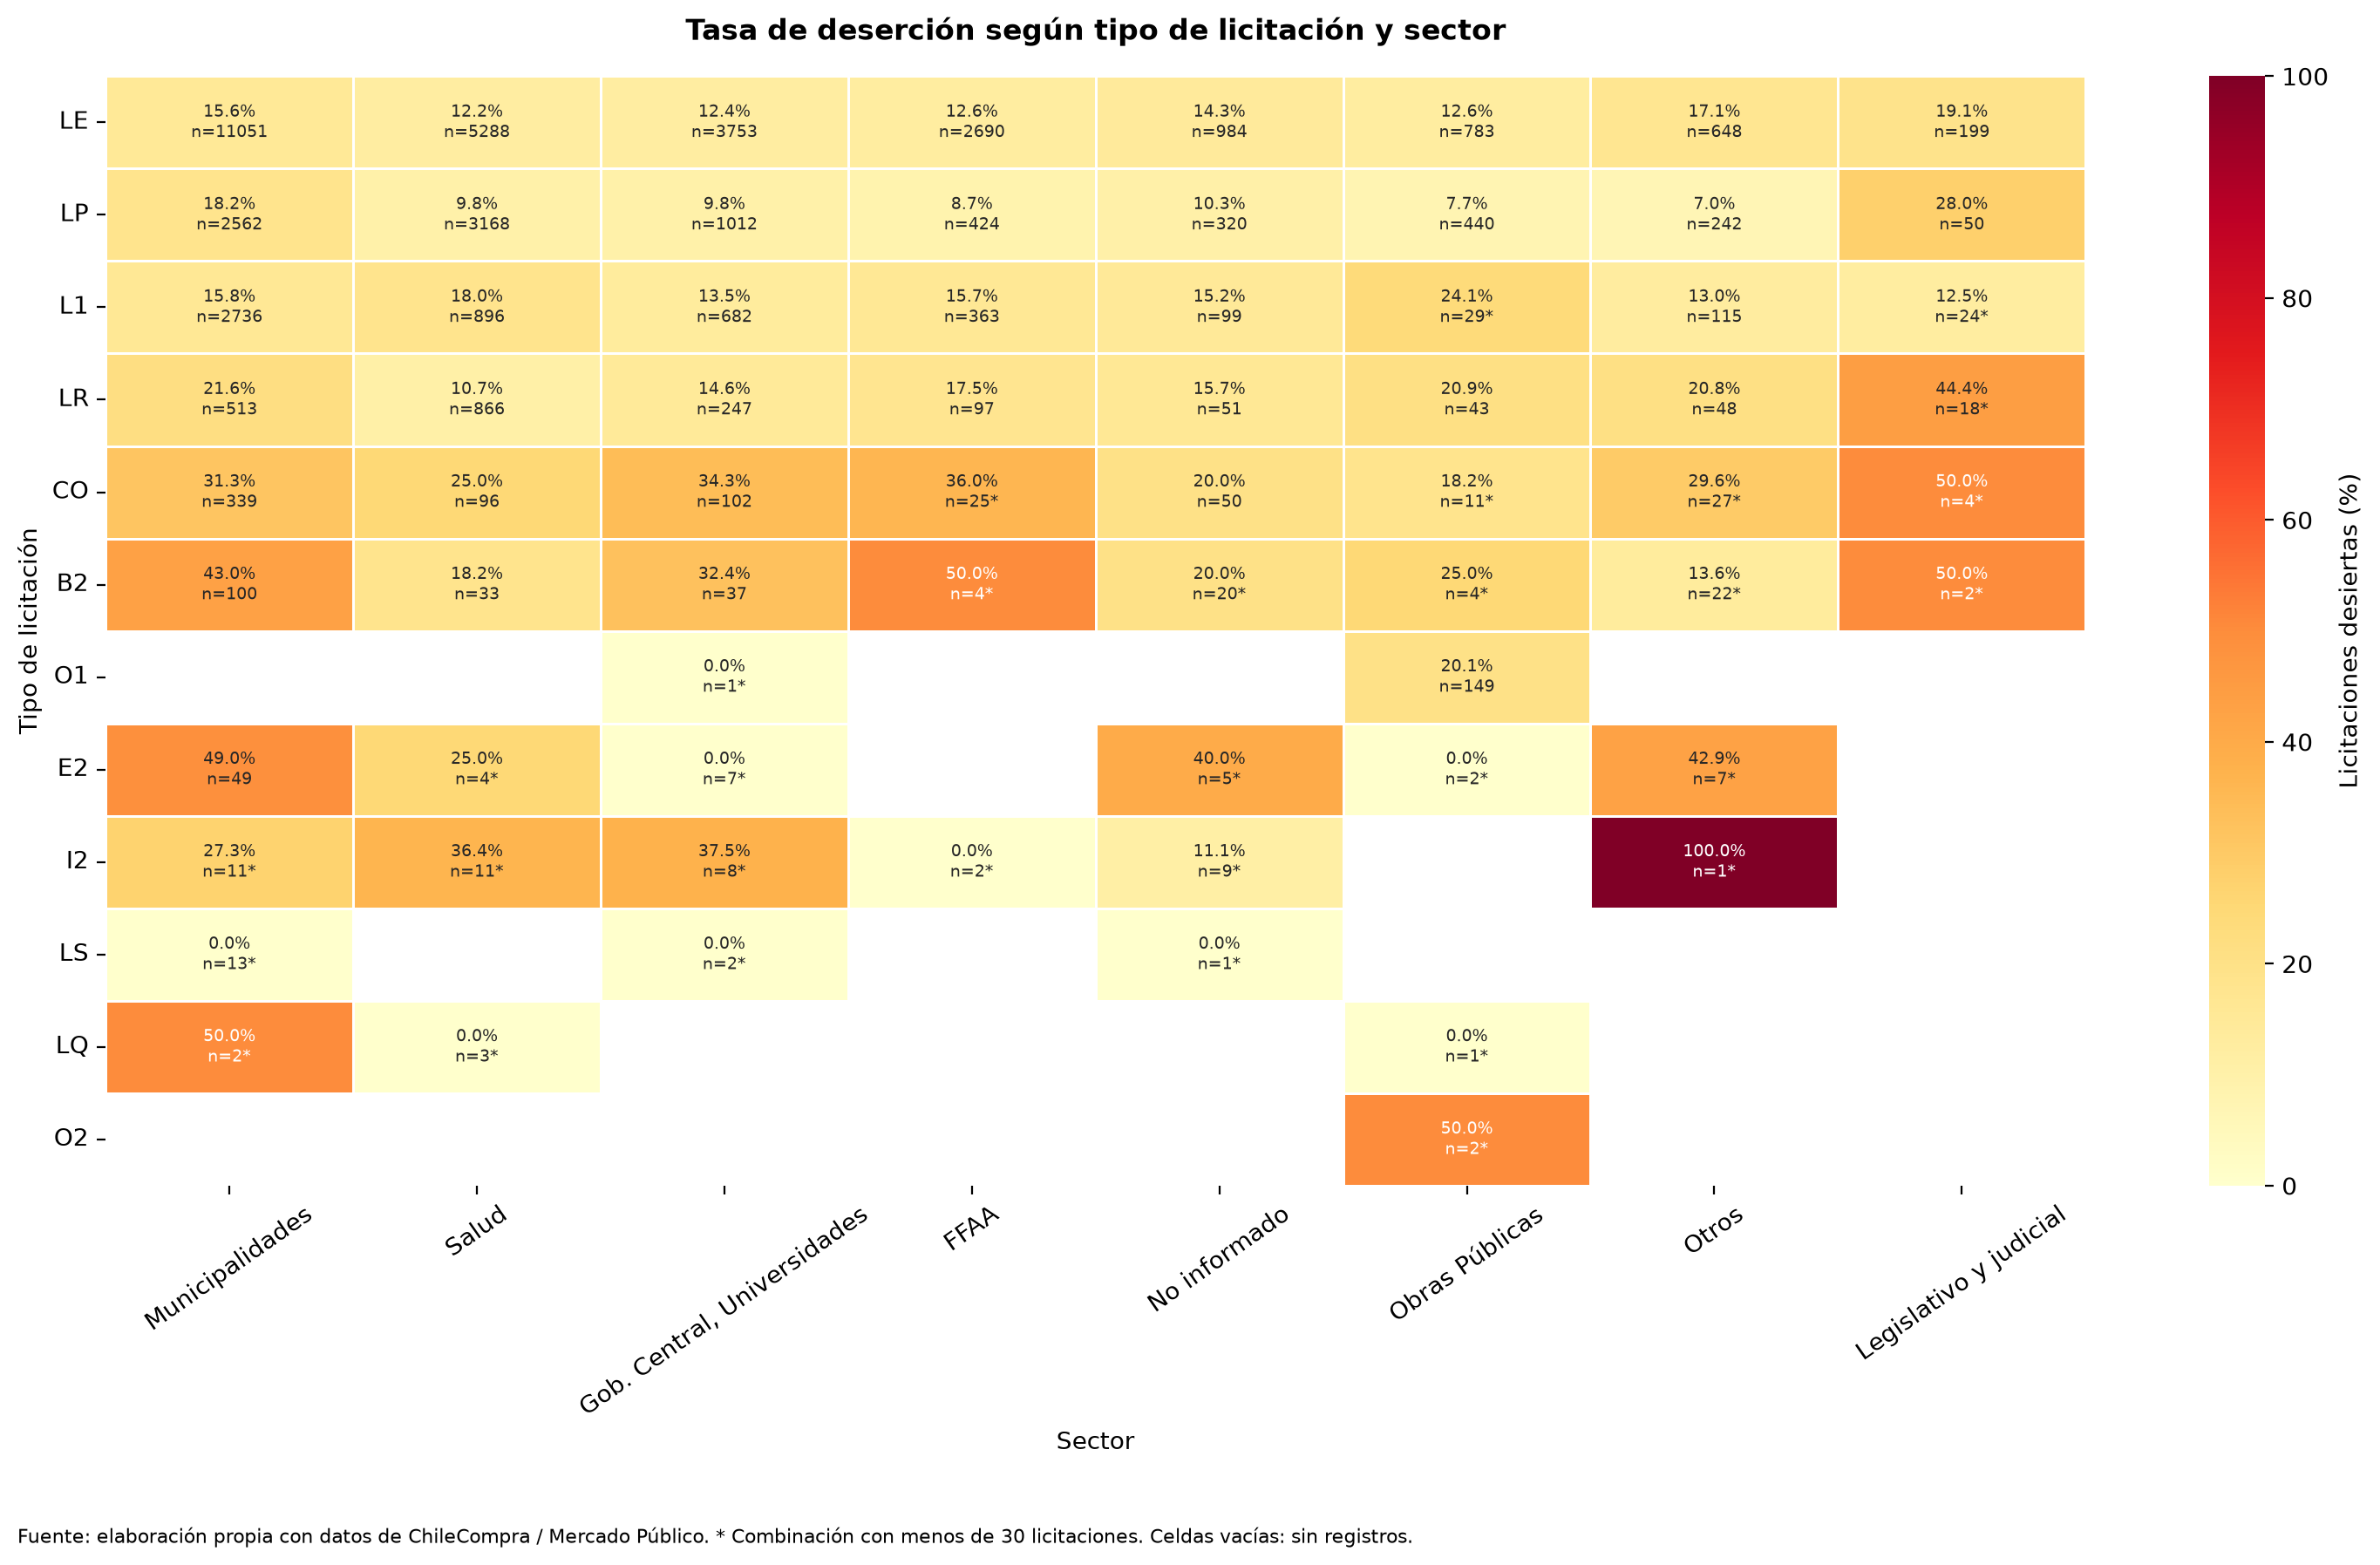 Tasa de deserción según tipo de licitación y sector
LE
15.6%
n=11051
12.2%
n=5288
12.4%
n=3753
12.6%
n=2690
14.3%
n=984
12.6%
n=783
17.1%
n=648
19.1%
n=199
LP
18.2%
n=2562
9.8%
n=3168
9.8%
n=1012
8.7%
n=424
10.3%
n=320
7.7%
n=440
7.0%
n=242
28.0%
n=50
L1
15.8%
n=2736
18.0%
n=896
13.5%
n=682
15.7%
n=363
15.2%
n=99
24.1%
n=29*
13.0%
n=115
12.5%
n=24*
LR
21.6%
n=513
10.7%
n=866
14.6%
n=247
17.5%
n=97
15.7%
n=51
20.9%
n=43
20.8%
n=48
44.4%
n=18*
CO
31.3%
n=339
25.0%
n=96
34.3%
n=102
36.0%
n=25*
20.0%
n=50
18.2%
n=11*
29.6%
n=27*
50.0%
n=4*
B2
43.0%
n=100
18.2%
n=33
32.4%
n=37
50.0%
n=4*
20.0%
n=20*
25.0%
n=4*
13.6%
n=22*
50.0%
n=2*
O1
0.0%
n=1*
20.1%
n=149
E2
49.0%
n=49
25.0%
n=4*
0.0%
n=7*
40.0%
n=5*
0.0%
n=2*
42.9%
n=7*
I2
27.3%
n=11*
36.4%
n=11*
37.5%
n=8*
0.0%
n=2*
11.1%
n=9*
100.0%
n=1*
LS
0.0%
n=13*
0.0%
n=2*
0.0%
n=1*
LQ
50.0%
n=2*
0.0%
n=3*
0.0%
n=1*
O2
50.0%
n=2*
Tipo de licitación
Municipalidades
Salud
Gob. Central, Universidades
FFAA
No informado
Obras Públicas
Otros
Legislativo y judicial
Sector
100
80
60
40
20
0
Licitaciones desiertas (%)
Fuente: elaboración propia con datos de ChileCompra / Mercado Público. * Combinación con menos de 30 licitaciones. Celdas vacías: sin registros.